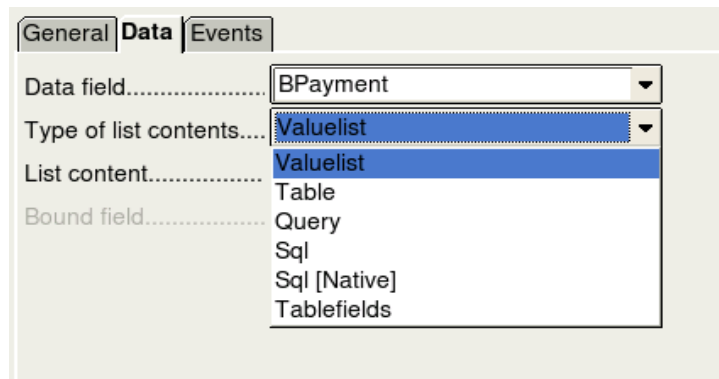 General Data Events
Data field..................... BPayment
Type of list contents.... Valuelist
Valuelist
List content.................
Table
Bound field..................
Query
Sql
Sql [Native]
Tablefields